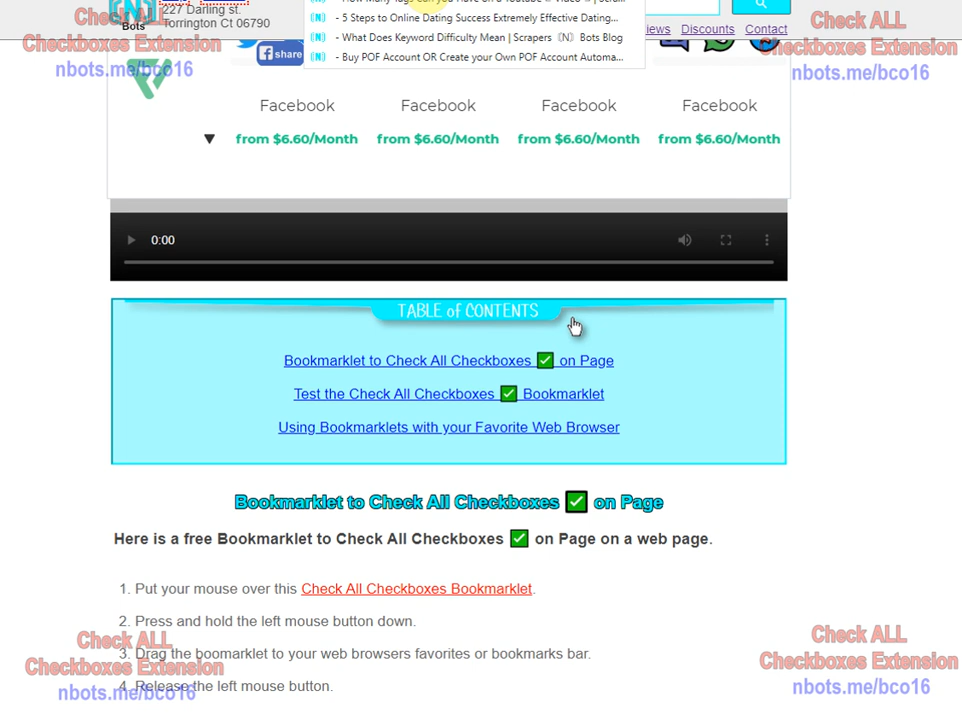 Bots
227 Darling st.
Torrington Ct 06790
- 5 Steps to Online Dating Success Extremely Effective Dating...
- What Does Keyword Difficulty Mean | Scrapers 〔N〕 Bots Blog
- Buy POF Account OR Create your Own POF Account Automa...
Discounts
Contact
share
Check ALL
Checkboxes Extension
nbots.me/bco16
Checkboxes Extension
nbots.me/bco16
Facebook
Facebook
Facebook
Facebook
from $6.60/Month
from $6.60/Month
from $6.60/Month
from $6.60/Month
0:00
TABLE of CONTENTS
Bookmarklet to Check All Checkboxes ✅ on Page
Test the Check All Checkboxes ✅ Bookmarklet
Using Bookmarklets with your Favorite Web Browser
Bookmarklet to Check All Checkboxes ✅ on Page
Here is a free Bookmarklet to Check All Checkboxes ✅ on Page on a web page.
1. Put your mouse over this Check All Checkboxes Bookmarklet.
2. Press and hold the left mouse button down.
3. Drag the boomarklet to your web browsers favorites or bookmarks bar.
4. Release the left mouse button.
Check ALL
Checkboxes Extension
nbots.me/bco16
Check ALL
Checkboxes Extension
nbots.me/bco16